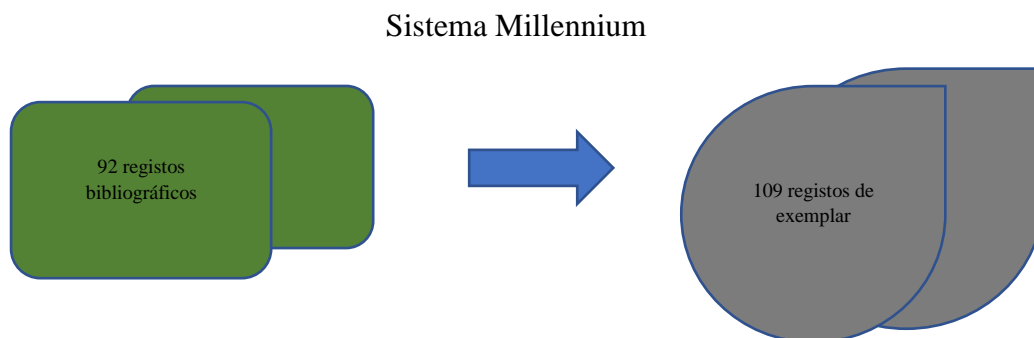 Sistema Millennium
92 registos
bibliográficos
109 registos de
exemplar